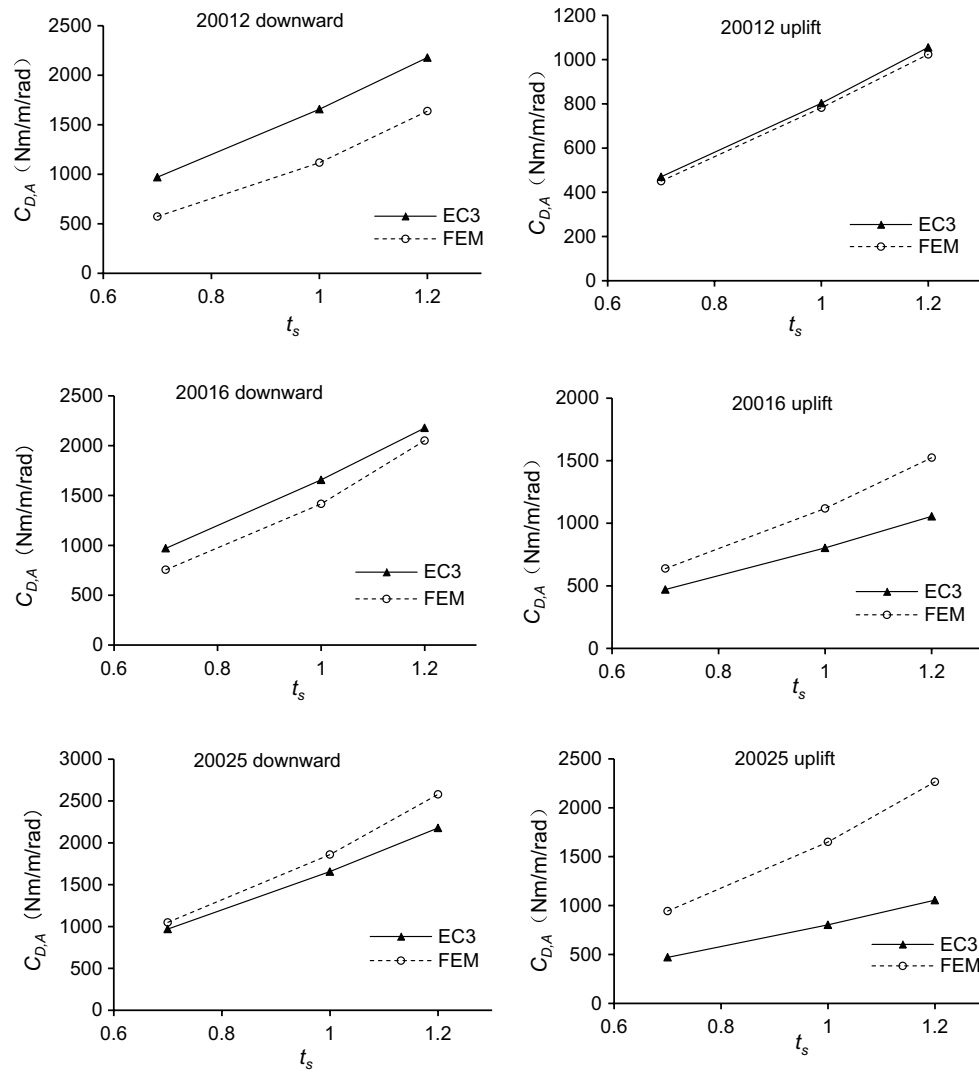 20012 downward
C_{D,A} （Nm/m/rad）
2500
2000
1500
1000
500
0
0.6 0.8 1 1.2
t_s
EC3
FEM
20012 uplift
C_{D,A} （Nm/m/rad）
1200
1000
800
600
400
200
0
0.6 0.8 1 1.2
t_s
EC3
FEM
20016 downward
C_{D,A} （Nm/m/rad)
2500
2000
1500
1000
500
0
0.6 0.8 1 1.2
t_s
EC3
FEM
20016 uplift
C_{D,A} （Nm/m/rad）
2000
1500
1000
500
0
0.6 0.8 1 1.2
t_s
EC3
FEM
20025 downward
C_{D,A} （Nm/m/rad）
3000
2500
2000
1500
1000
500
0
0.6 0.8 1 1.2
t_s
EC3
FEM
20025 uplift
C_{D,A} （Nm/m/rad）
2500
2000
1500
1000
500
0
0.6 0.8 1 1.2
t_s
EC3
FEM